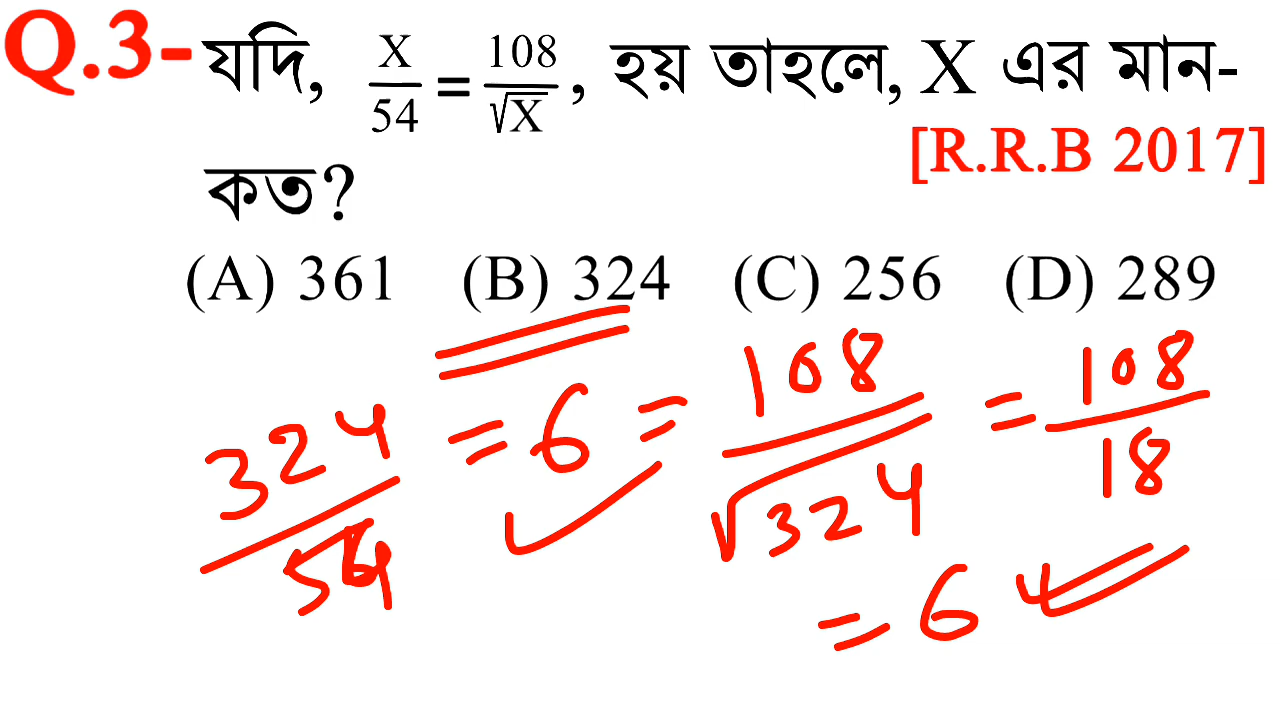 Q.3- যদি, X/54 = 108/√X, হয় তাহলে, X এর মান-
[R.R.B 2017]
কত?
(A) 361 (B) 324 (C) 256 (D) 289
324/54 = 6 = 108/√324 = 108/18
= 6